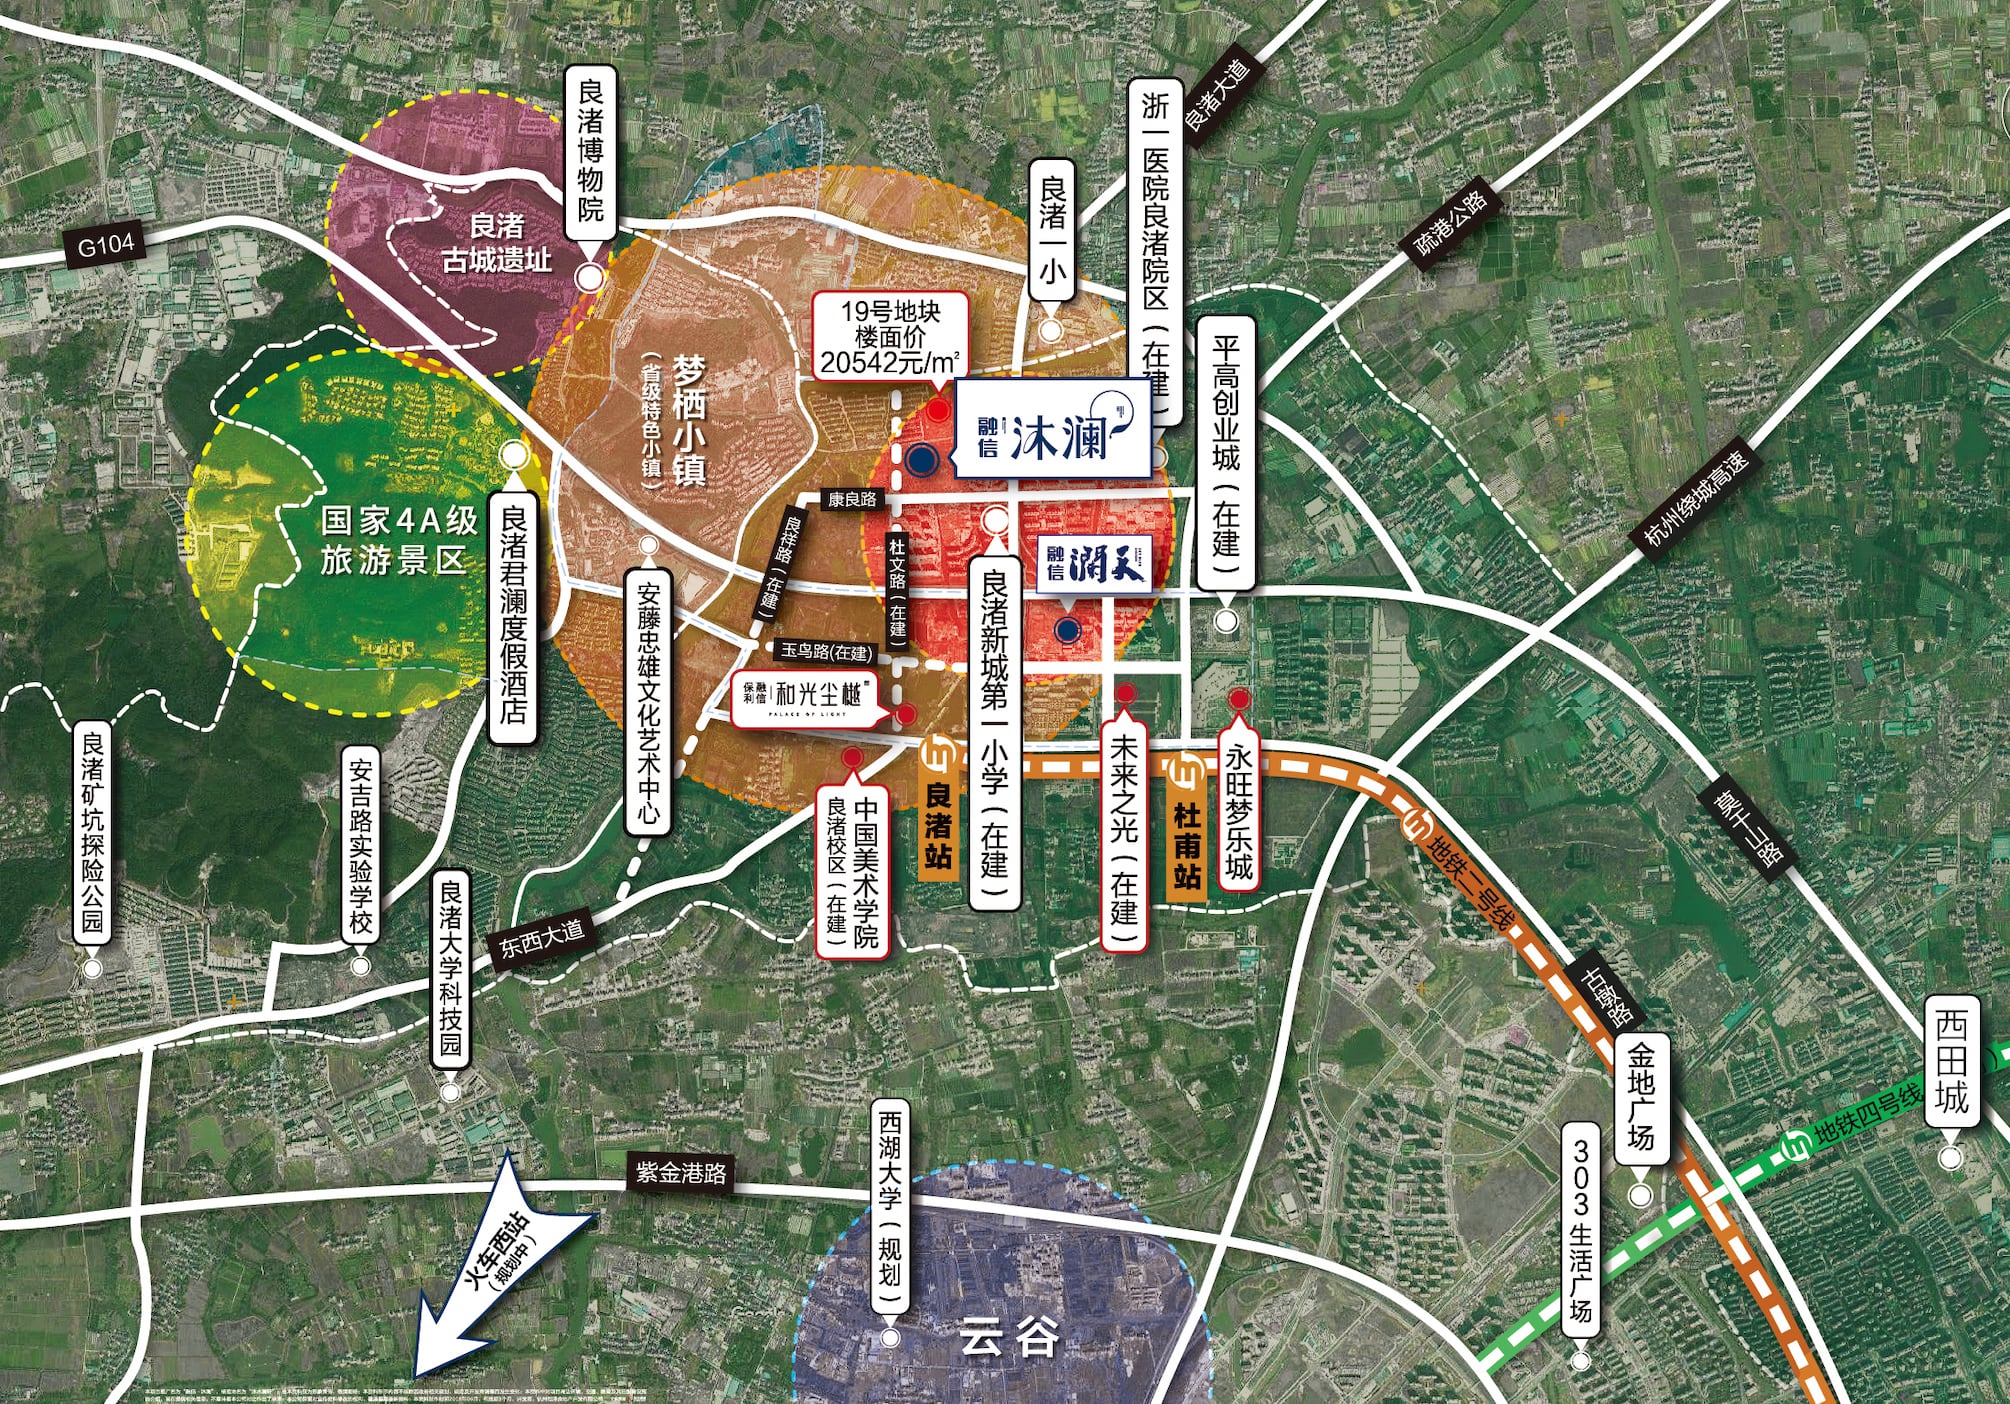 良渚大道
良渚博物院
浙一医院良渚院区（在建）
良渚一小
疏港公路
G104
良渚
古城遗址
19号地块
楼面价
20542元/㎡
平高创业城（在建）
梦栖小镇
（省级特色小镇）
融信
沐澜
杭州绕城高速
康良路
国家4A级
旅游景区
良渚君澜度假酒店
良祥路（在建）
杜文路（在建）
融信
澜天
良渚新城第一小学（在建）
安藤忠雄文化艺术中心
玉鸟路(在建)
保利
融信
和光尘樾
PALACE OF LIGHT
良渚矿坑探险公园
安吉路实验学校
良渚站
未来之光（在建）
杜甫站
永旺梦乐城
莫干山路
中国美术学院
良渚校区（在建）
地铁二号线
良渚大学科技园
东西大道
古墩路
西田城
金地广场
地铁四号线
303生活广场
西湖大学（规划）
紫金港路
火车西站
（规划中）
云谷